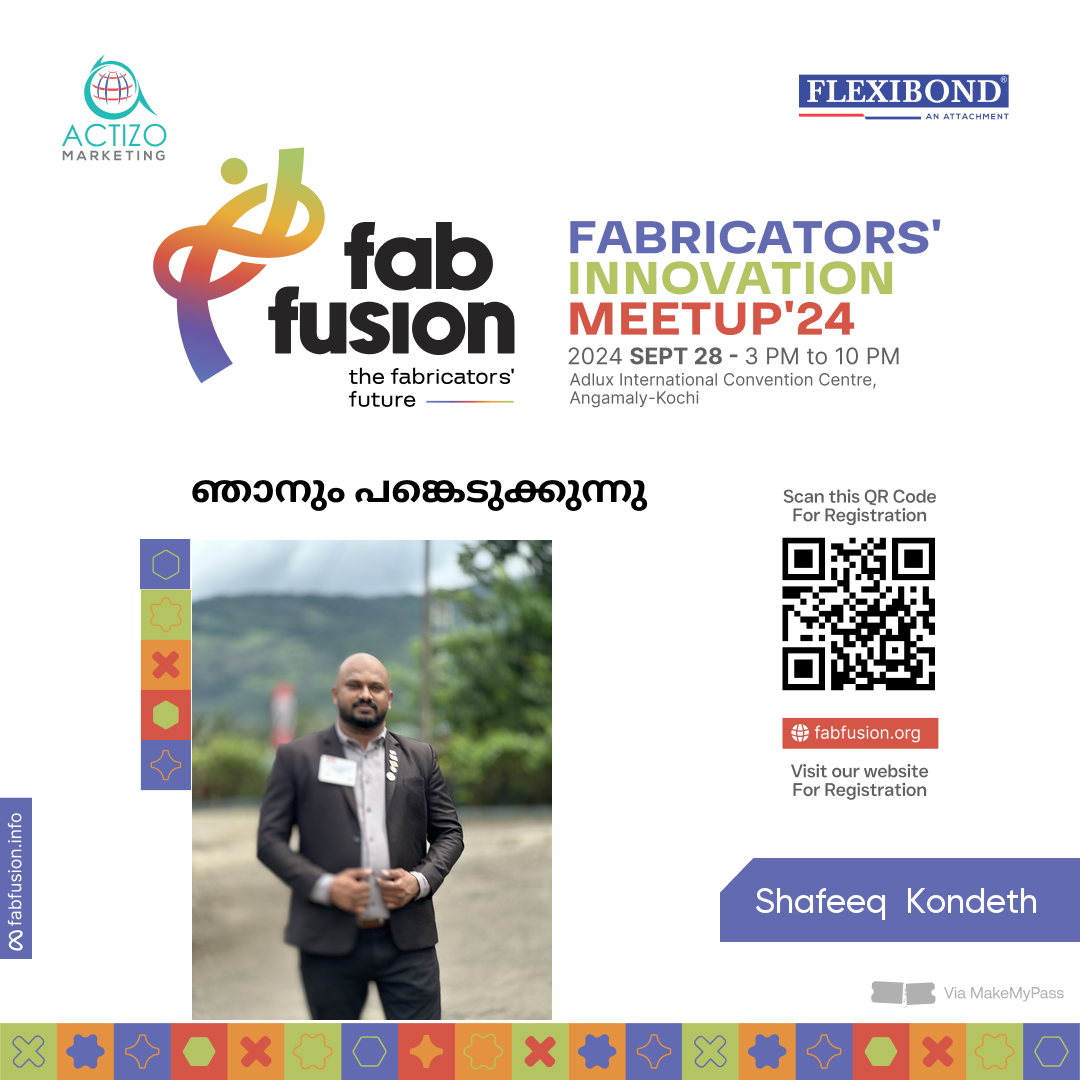 ACTIZO
MARKETING
FLEXIBOND®
AN ATTACHMENT
fab
fusion
the fabricators'
future
FABRICATORS'
INNOVATION
MEETUP'24
2024 SEPT 28 - 3 PM to 10 PM
Adlux International Convention Centre,
Angamaly-Kochi
ഞാനും പങ്കെടുക്കുന്നു
Scan this QR Code
For Registration
fabfusion.org
Visit our website
For Registration
fabfusion.info
Shafeeq Kondeth
Via MakeMyPass